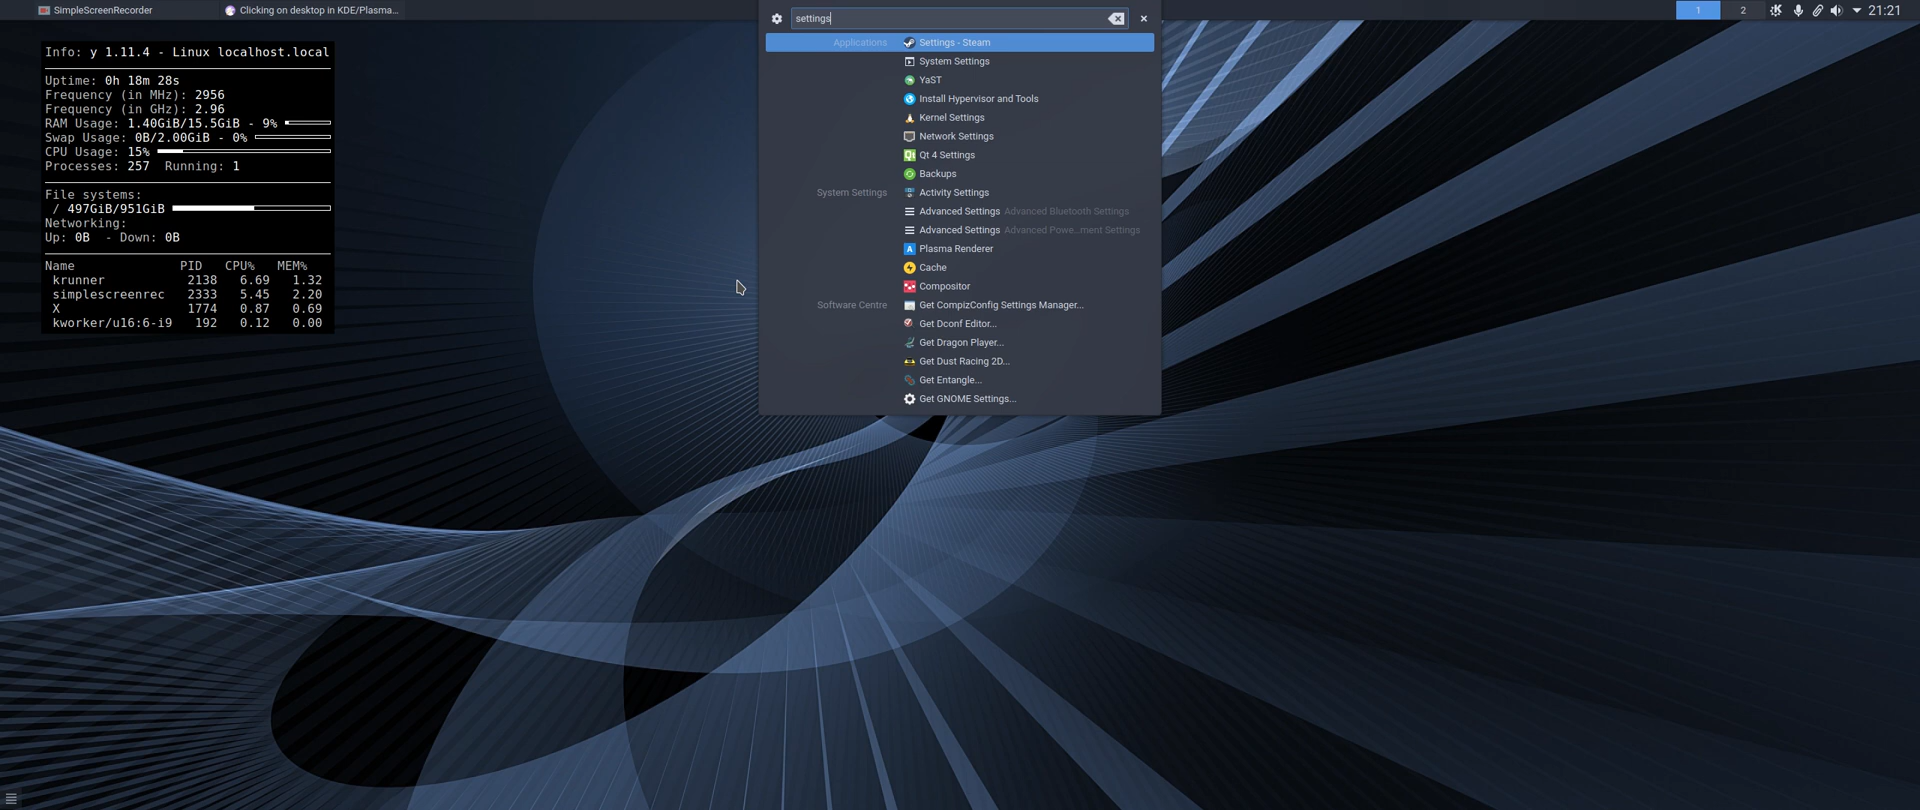 SimpleScreenRecorder
Clicking on desktop in KDE/Plasma...
settings
1 2 21:21
Info: y 1.11.4 - Linux localhost.local
Uptime: 0h 18m 28s
Frequency (in MHz): 2956
Frequency (in GHz): 2.96
RAM Usage: 1.40GiB/15.5GiB - 9%
Swap Usage: 0B/2.00GiB - 0%
CPU Usage: 15%
Processes: 257 Running: 1
File systems:
/ 497GiB/951GiB
Networking:
Up: 0B - Down: 0B
Name PID CPU% MEM%
krunner 2138 6.69 1.32
simplescreenrec 2333 5.45 2.20
X 1774 0.87 0.69
kworker/u16:6-i9 192 0.12 0.00
Applications Settings - Steam
System Settings
YaST
Install Hypervisor and Tools
Kernel Settings
Network Settings
Qt 4 Settings
Backups
System Settings Activity Settings
Advanced Settings Advanced Bluetooth Settings
Advanced Settings Advanced Powe...ment Settings
Plasma Renderer
Cache
Compositor
Software Centre Get CompizConfig Settings Manager...
Get Dconf Editor...
Get Dragon Player...
Get Dust Racing 2D...
Get Entangle...
Get GNOME Settings...